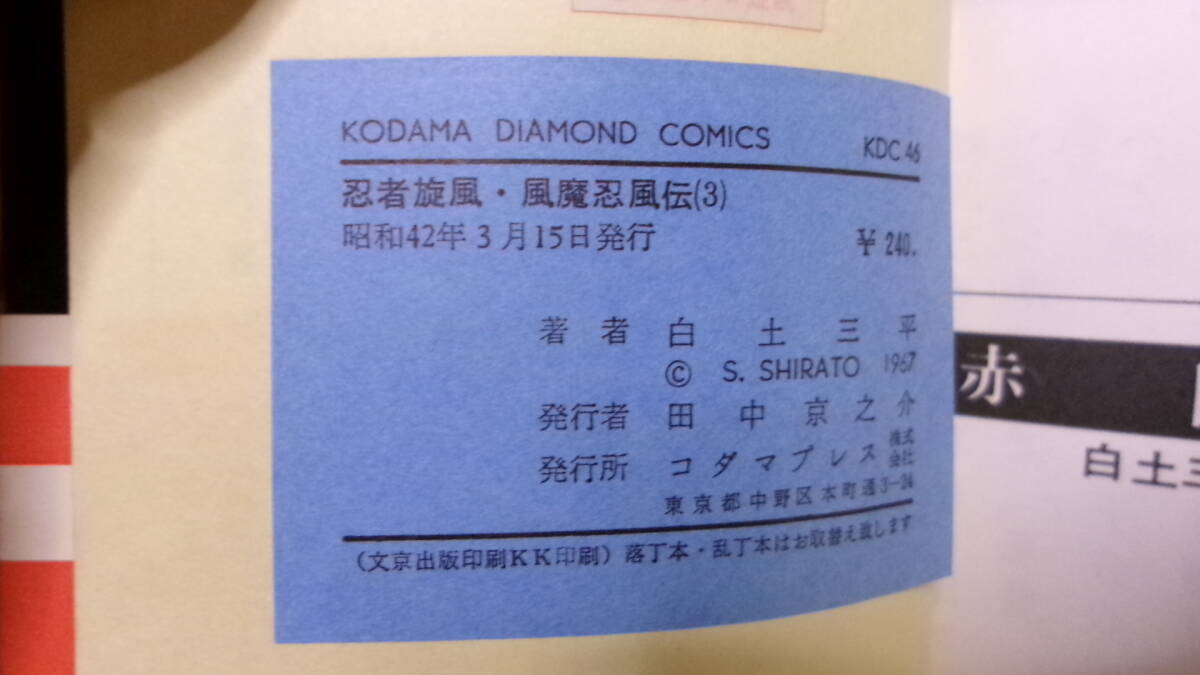 KODAMA DIAMOND COMICS KDC 46
忍者旋風・風魔忍風伝(3)
昭和42年3月15日発行 ¥ 240.
著者 白土三平
© S. SHIRATO 1967
発行者 田中京之介
発行所 コダマプレス株式会社
東京都中野区本町通3-24
(文京出版印刷KK印刷)落丁本・乱丁本はお取替え致します
赤
白土三